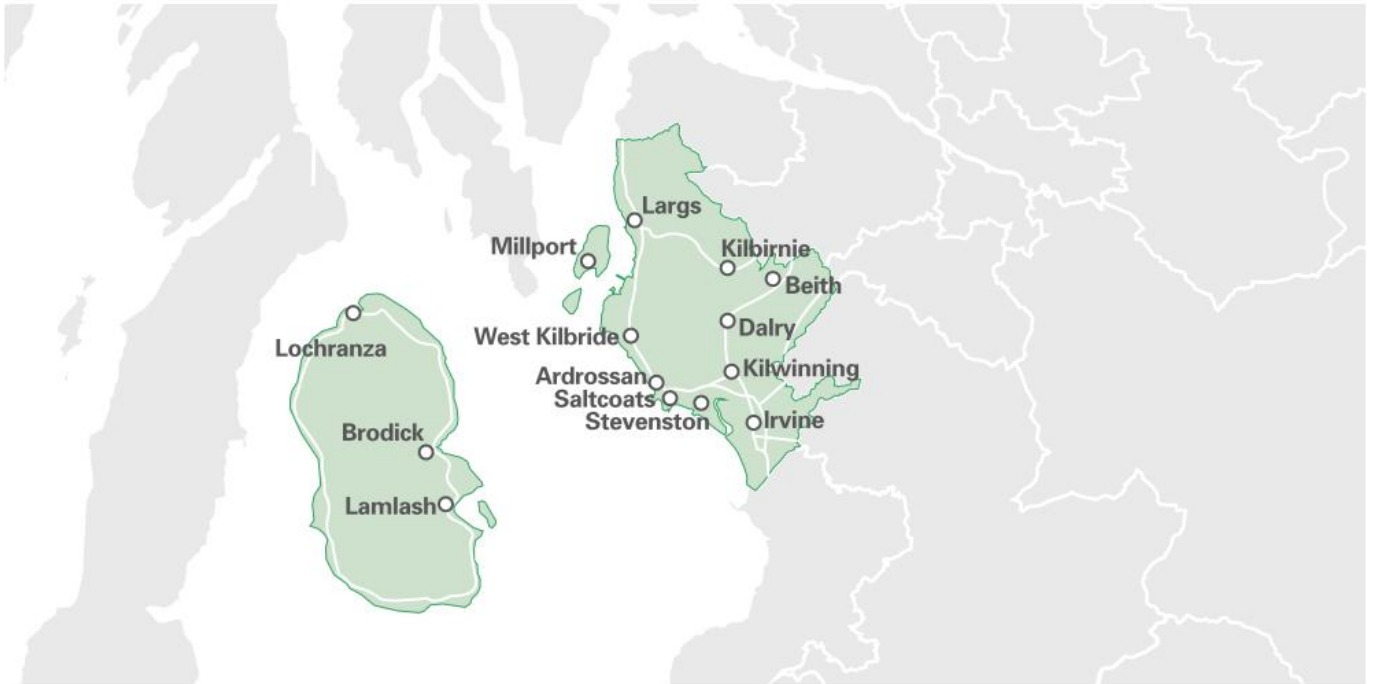 Largs
Millport
Kilbirnie
Beith
Lochranza
Dalry
West Kilbride
Kilwinning
Ardrossan
Saltcoats
Stevenston
Irvine
Brodick
Lamlash